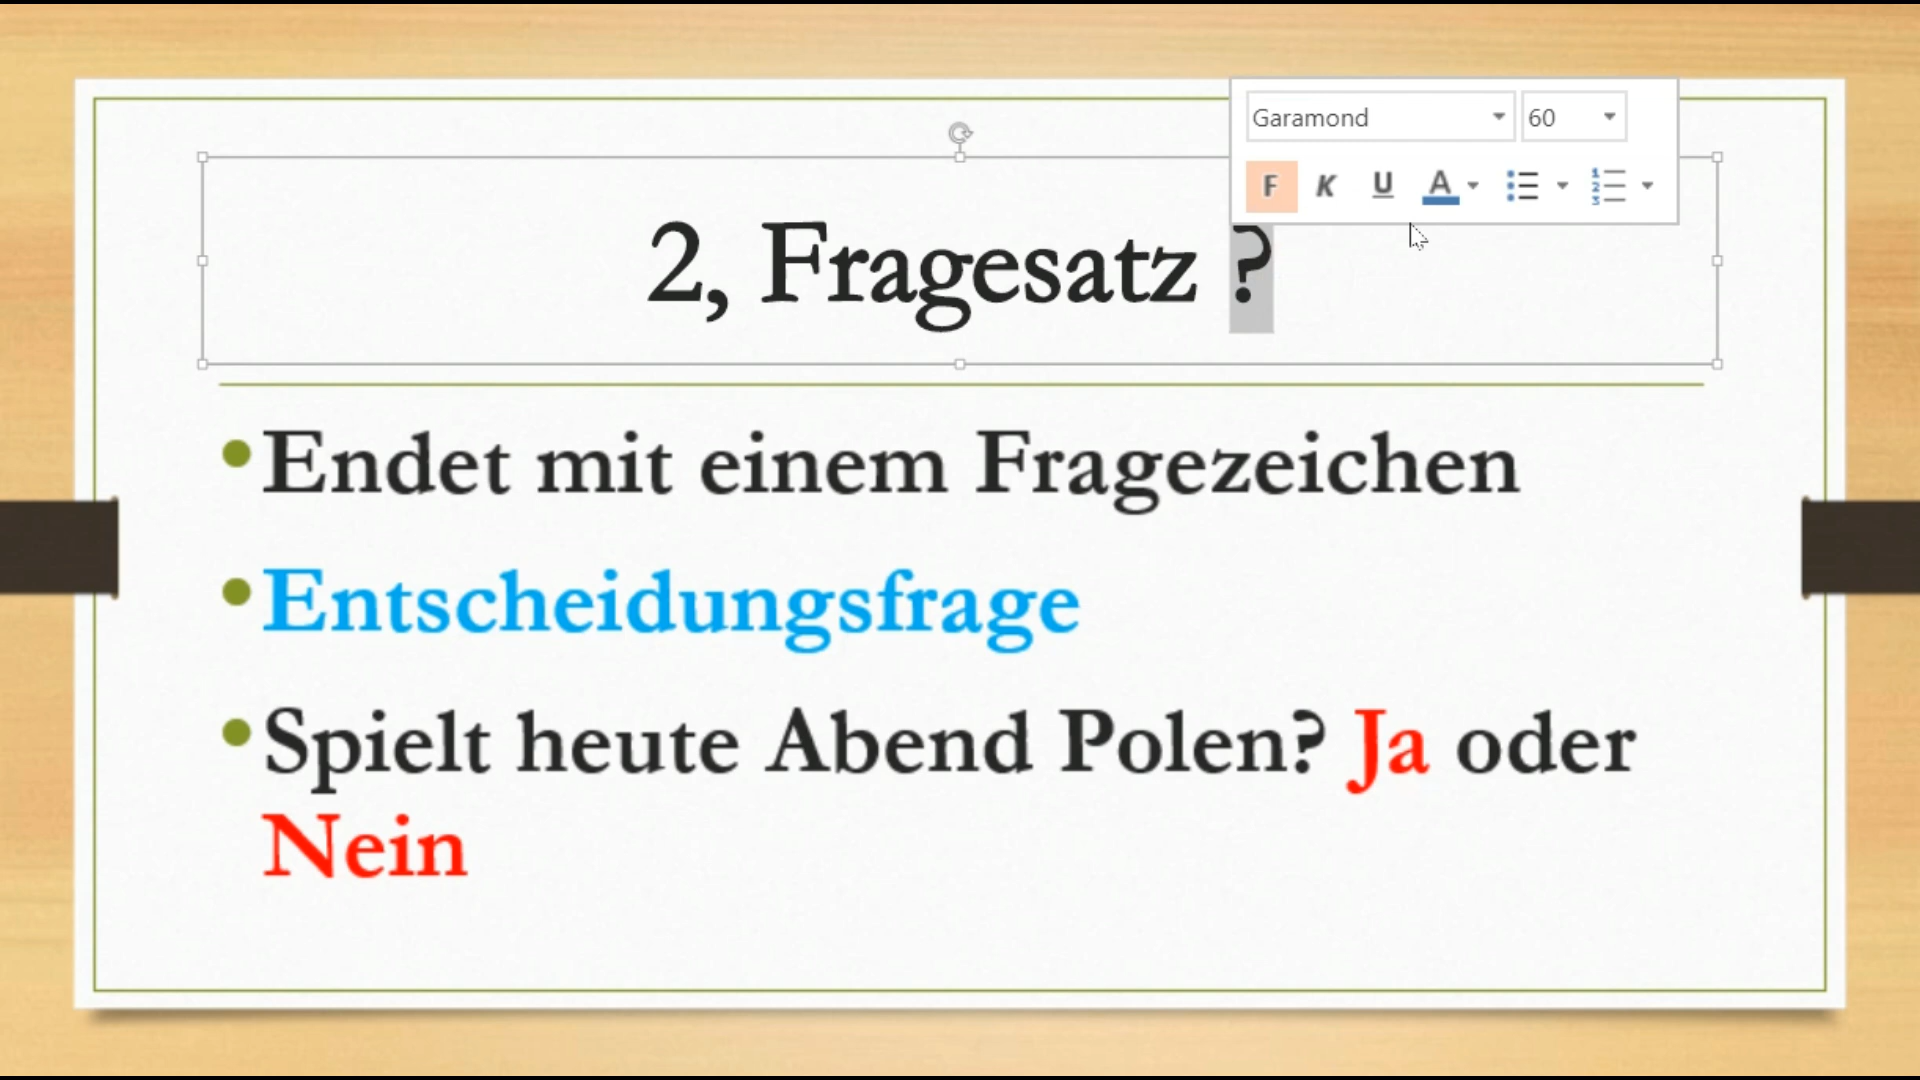 Garamond 60
F K U A
2, Fragesatz ?
Endet mit einem Fragezeichen
Entscheidungsfrage
Spielt heute Abend Polen? Ja oder
Nein